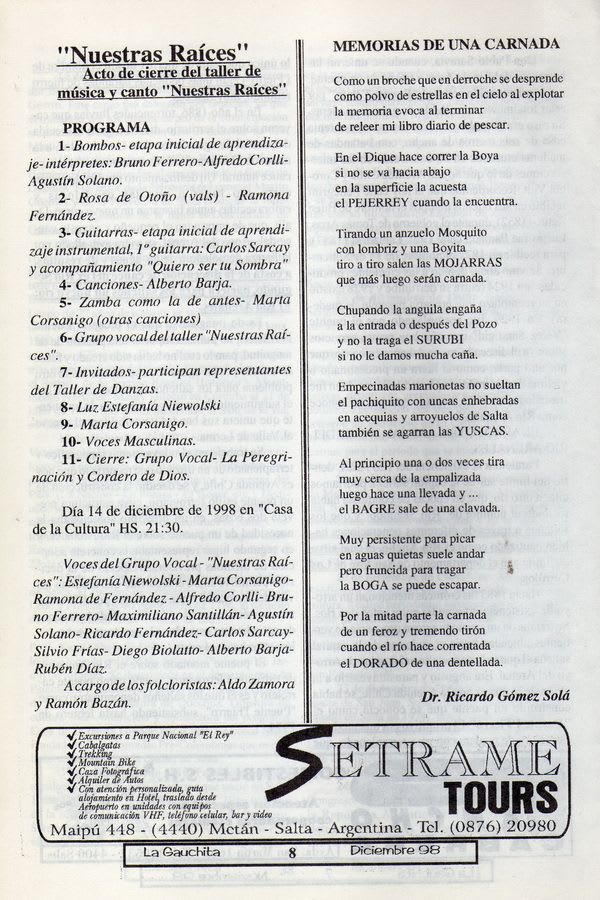 "Nuestras Raíces"
Acto de cierre del taller de
música y canto "Nuestras Raíces"
PROGRAMA
1- Bombos- etapa inicial de aprendiza-
je- intérpretes: Bruno Ferrero-Alfredo Corlli-
Agustín Solano.
2- Rosa de Otoño (vals) - Ramona
Fernández.
3- Guitarras- etapa inicial de aprendi-
zaje instrumental, 1º guitarra: Carlos Sarcay
y acompañamiento "Quiero ser tu Sombra"
4- Canciones- Alberto Barja.
5- Zamba como la de antes- Marta
Corsanigo (otras canciones)
6- Grupo vocal del taller "Nuestras Raí-
ces".
7- Invitados- participan representantes
del Taller de Danzas.
8- Luz Estefanía Niewolski
9- Marta Corsanigo.
10- Voces Masculinas.
11- Cierre: Grupo Vocal- La Peregri-
nación y Cordero de Dios.
Día 14 de diciembre de 1998 en "Casa
de la Cultura" HS. 21:30.
Voces del Grupo Vocal - "Nuestras Raí-
ces": Estefanía Niewolski - Marta Corsanigo-
Ramona de Fernández - Alfredo Corlli- Bru-
no Ferrero- Maximiliano Santillán- Agustín
Solano- Ricardo Fernández- Carlos Sarcay-
Silvio Frías- Diego Biolatto- Alberto Barja-
Rubén Díaz.
A cargo de los folcloristas: Aldo Zamora
y Ramón Bazán.
MEMORIAS DE UNA CARNADA
Como un broche que en derroche se desprende
como polvo de estrellas en el cielo al explotar
la memoria evoca al terminar
de releer mi libro diario de pescar.
En el Dique hace correr la Boya
si no se va hacia abajo
en la superficie la acuesta
el PEJERREY cuando la encuentra.
Tirando un anzuelo Mosquito
con lombriz y una Boyita
tiro a tiro salen las MOJARRAS
que más luego serán carnada.
Chupando la anguila engaña
a la entrada o después del Pozo
y no la traga el SURUBI
si no le damos mucha caña.
Empecinadas marionetas no sueltan
el pachiquito con uncas enhebradas
en acequias y arroyuelos de Salta
también se agarran las YUSCAS.
Al principio una o dos veces tira
muy cerca de la empalizada
luego hace una llevada y ...
el BAGRE sale de una clavada.
Muy persistente para picar
en aguas quietas suele andar
pero fruncida para tragar
la BOGA se puede escapar.
Por la mitad parte la carnada
de un feroz y tremendo tirón
cuando el río hace correntada
el DORADO de una dentellada.
Dr. Ricardo Gómez Solá
Excursiones a Parque Nacional "El Rey"
Cabalgatas
Trekking
Mountain Bike
Caza Fotográfica
Alquiler de Autos
Con atención personalizada, guía
alojamiento en Hotel, traslado desde
Aeropuerto en unidades con equipos
de comunicación VHF, teléfono celular, bar y video
SETRAME
TOURS
Maipú 448 - (4440) Metán - Salta - Argentina - Tel. (0876) 20980
La Gauchita 8 Diciembre 98